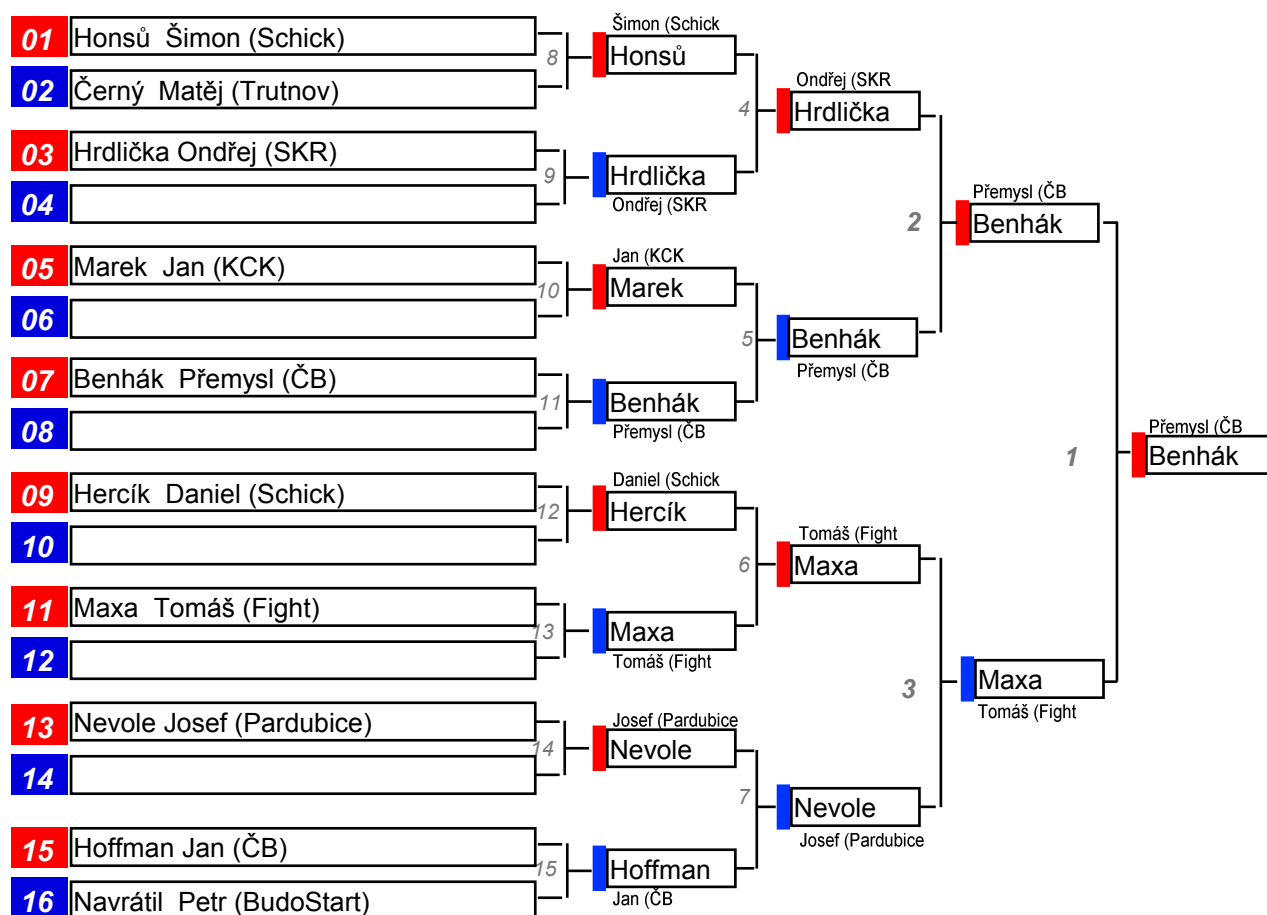 01 Honsů Šimon (Schick)
02 Černý Matěj (Trutnov)
03 Hrdlička Ondřej (SKR)
04
05 Marek Jan (KCK)
06
07 Benhák Přemysl (ČB)
08
09 Hercík Daniel (Schick)
10
11 Maxa Tomáš (Fight)
12
13 Nevole Josef (Pardubice)
14
15 Hoffman Jan (ČB)
16 Navrátil Petr (BudoStart)
8
9
10
11
12
13
14
15
Šimon (Schick
Honsů
Hrdlička
Ondřej (SKR
Jan (KCK
Marek
Benhák
Přemysl (ČB
Daniel (Schick
Hercík
Maxa
Tomáš (Fight
Josef (Pardubice
Nevole
Hoffman
Jan (ČB
4
5
6
7
Ondřej (SKR
Hrdlička
Benhák
Přemysl (ČB
Tomáš (Fight
Maxa
Nevole
Josef (Pardubice
2
3
Přemysl (ČB
Benhák
Maxa
Tomáš (Fight
1
Přemysl (ČB
Benhák